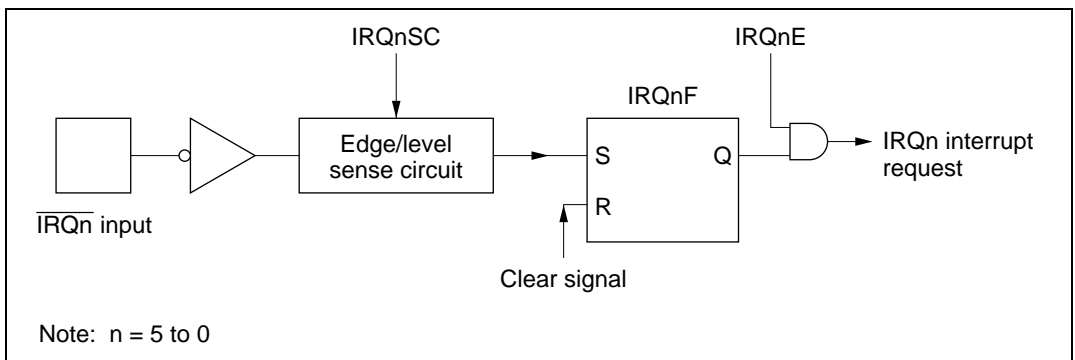 IRQnSC
IRQnE
IRQnF
Edge/level
sense circuit
S
Q
R
IRQn interrupt
request
IRQn input
Clear signal
Note: n = 5 to 0